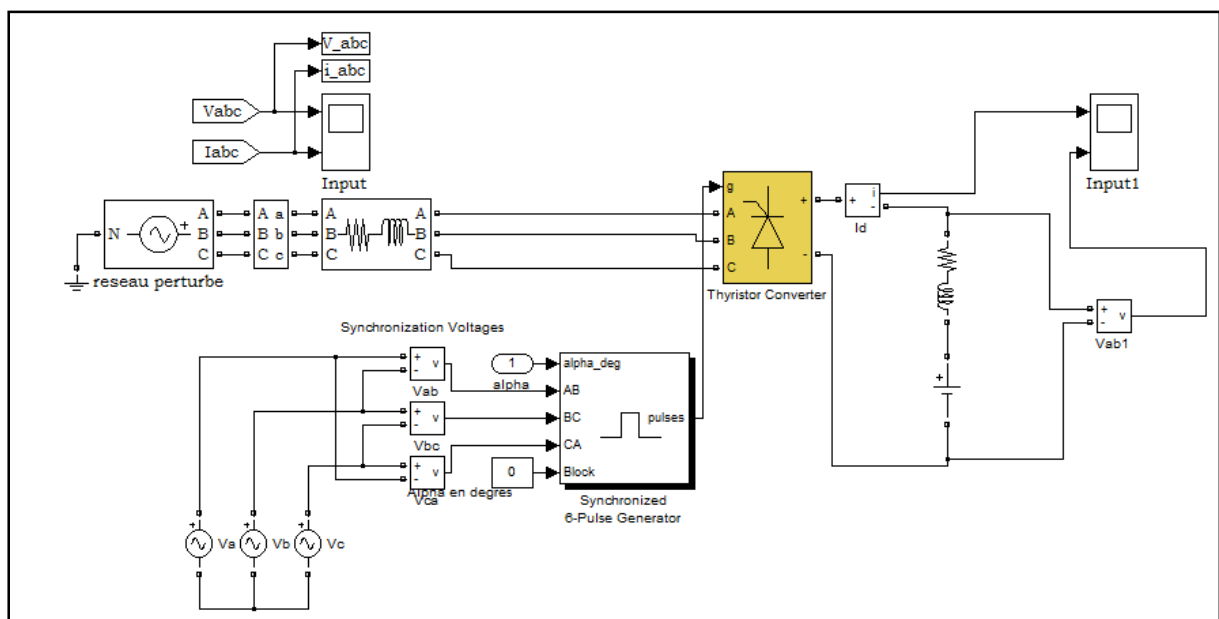 V_abc
i_abc
Vabc
Iabc
Input
Input1
N
A
B
C
A a
B b
C c
A A
B B
C C
reseau perturbe
g
A
B
C
+
-
Thyristor Converter
+
i
-
Id
Synchronization Voltages
+
-
v
Vab
+
-
v
Vbc
+
-
v
Vca
1
alpha
Alpha en degres
0
alpha_deg
AB
BC
CA
Block
pulses
Synchronized
6-Pulse Generator
+
-
v
Vab1
+
+
Va
+
Vb
+
Vc